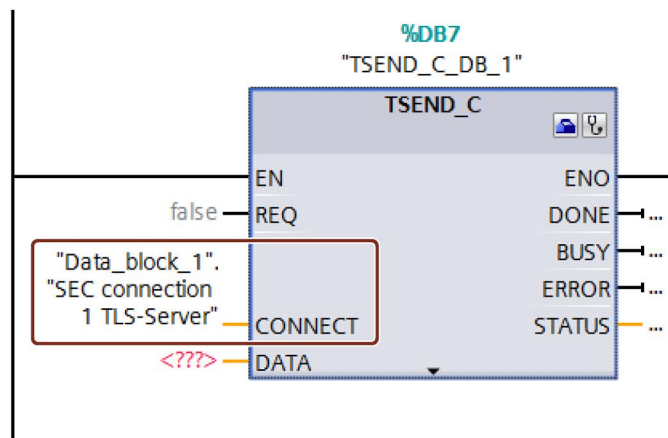 %DB7
"TSEND_C_DB_1"
TSEND_C
EN ENO
false REQ DONE
...
"Data_block_1".
"SEC connection
1 TLS-Server"
CONNECT
BUSY ...
ERROR ...
STATUS ...
<???> DATA